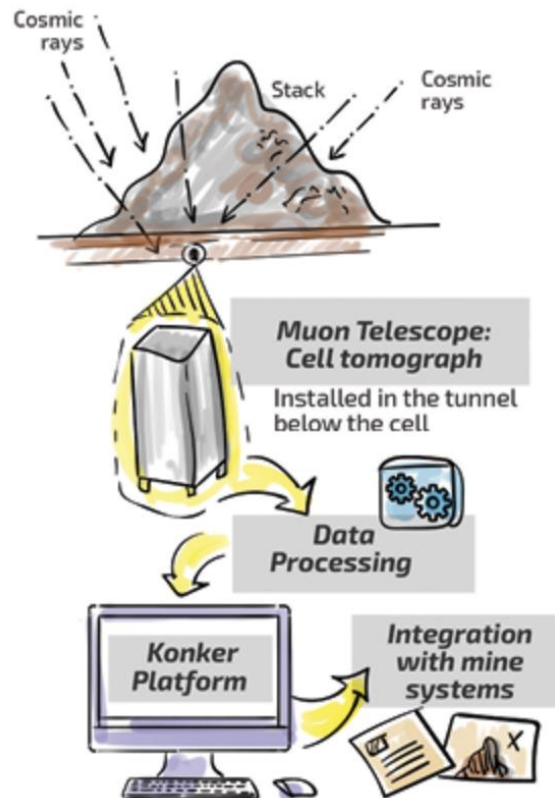 Cosmic
rays
Stack
Cosmic
rays
Muon Telescope:
Cell tomograph
Installed in the tunnel
below the cell
Data
Processing
Konker
Platform
Integration
with mine
systems
X